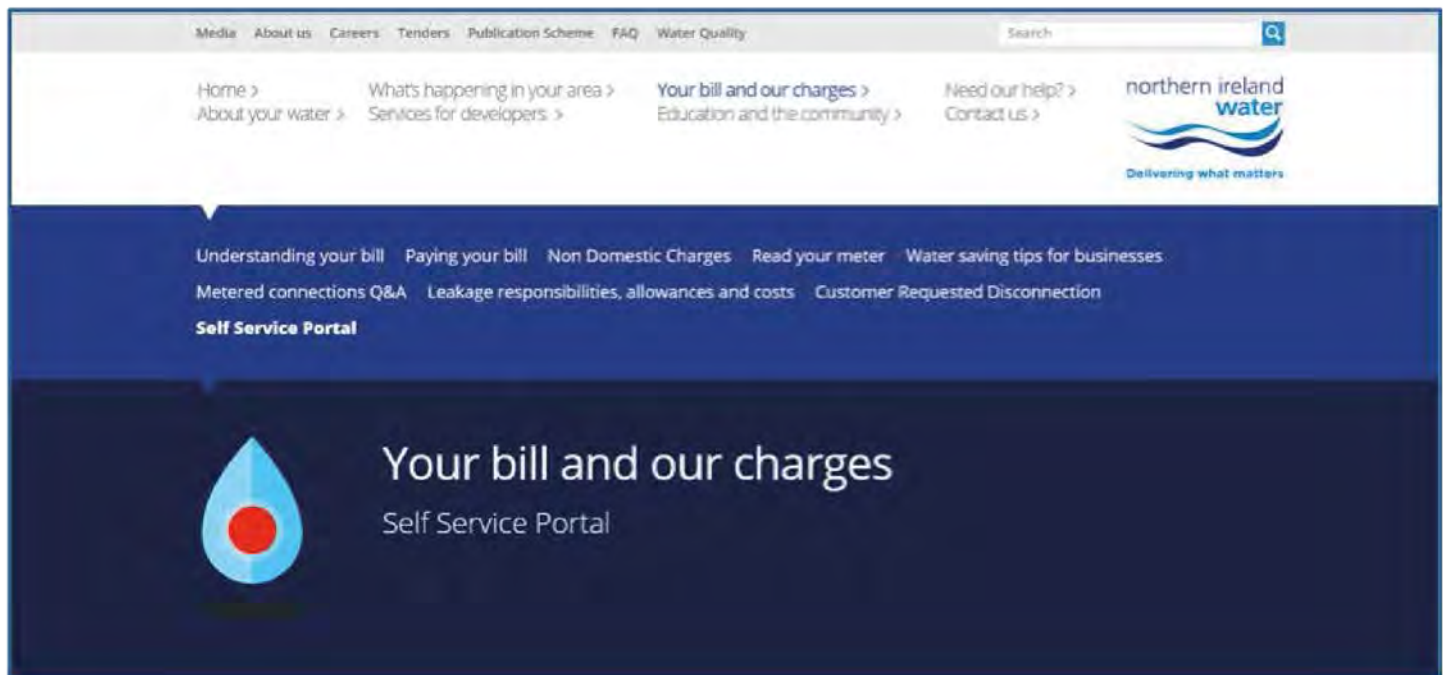 Media About us Careers Tenders Publication Scheme FAQ Water Quality Search
Home > What's happening in your area > Your bill and our charges > Need our help? >
About your water > Services for developers > Education and the community > Contact us >
northern ireland
water
Delivering what matters
Understanding your bill Paying your bill Non Domestic Charges Read your meter Water saving tips for businesses
Metered connections Q&A Leakage responsibilities, allowances and costs Customer Requested Disconnection
Self Service Portal
Your bill and our charges
Self Service Portal